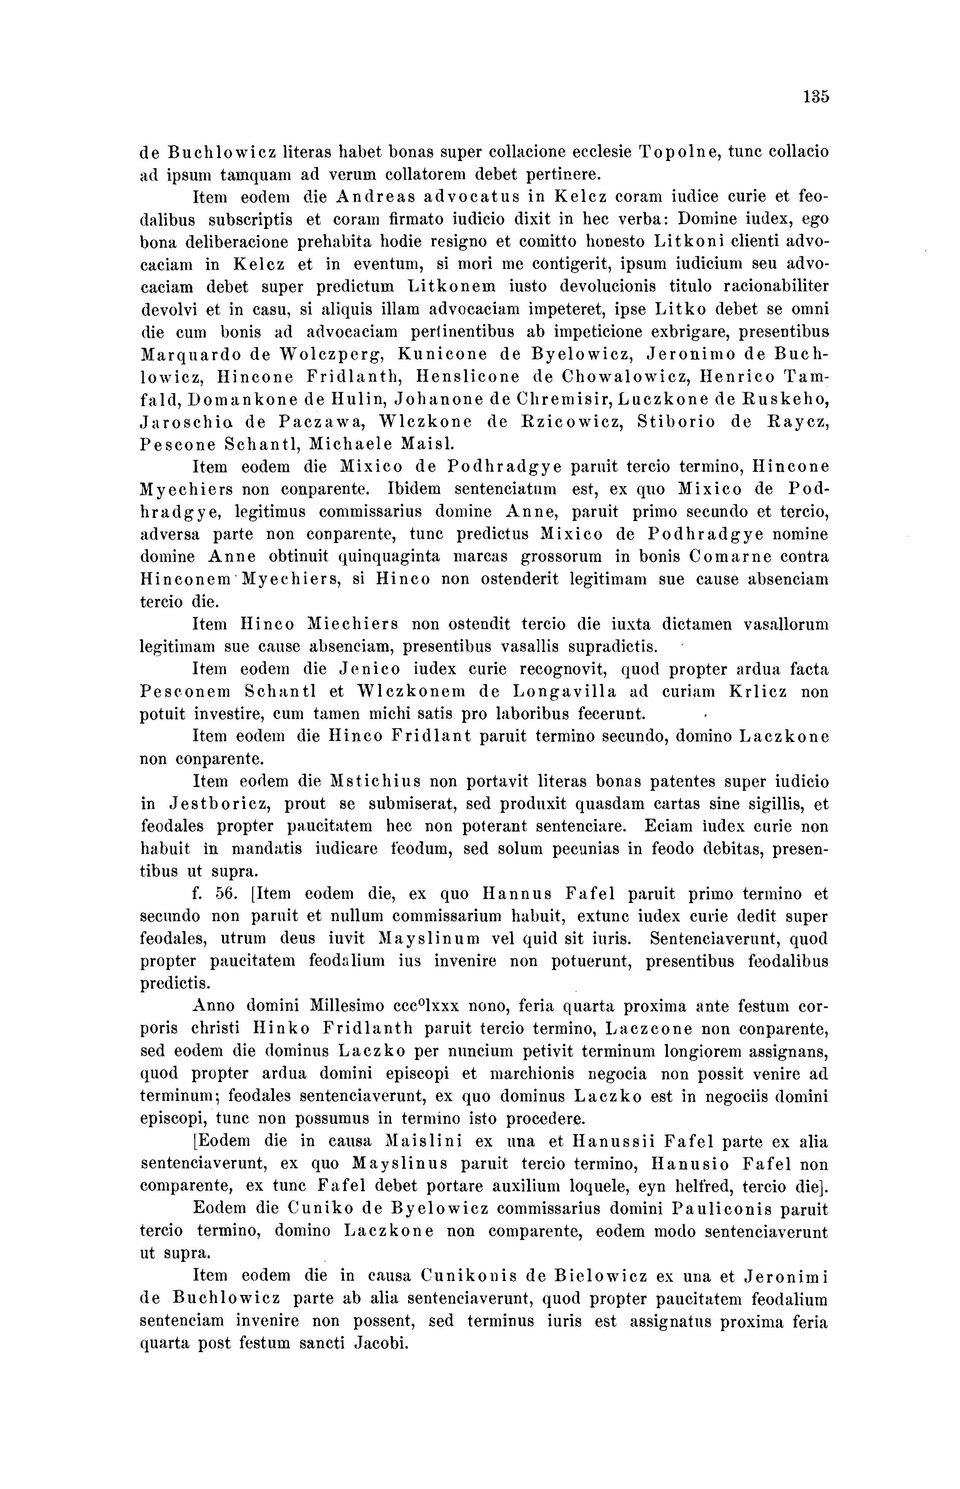 135
de Buchlowicz literas habet bonas super collacione ecclesie Topolne, tunc collacio
ad ipsum tamquam ad verum collatorem debet pertinere.
Item eodem die Andreas advocatus in Kelcz coram iudice curie et feo-
dalibus subscriptis et coram firmato iudicio dixit in hec verba: Domine iudex, ego
bona deliberacione prehabita hodie resigno et comitto honesto Litkoni clienti advo-
caciam in Kelcz et in eventum, si mori me contigerit, ipsum iudicium seu advo-
caciam debet super predictum Litkonem iusto devolucionis titulo racionabiliter
devolvi et in casu, si aliquis illam advocaciam impeteret, ipse Litko debet se omni
die cum bonis ad advocaciam pertinentibus ab impeticione exbrigare, presentibus
Marquardo de Wolczperg, Kunicone de Byelowicz, Jeronimo de Buch-
lowicz, Hincone Fridlanth, Henslicone de Chowalowicz, Henrico Tam-
fald, Domankone de Hulin, Johanone de Chremisir, Luczkone de Ruskeho,
Jaroschio de Paczawa, Wlczkone de Rzicowicz, Stiborio de Raycz,
Pescone Schantl, Michaele Maisl.
Item eodem die Mixico de Podhradgye paruit tercio termino, Hincone
Myechiers non conparente. Ibidem sentenciatum est, ex quo Mixico de Pod-
hradgye, legitimus commissarius domine Anne, paruit primo secundo et tercio,
adversa parte non conparente, tunc predictus Mixico de Podhradgye nomine
domine Anne obtinuit quinquaginta marcas grossorum in bonis Comarne contra
Hinconem Myechiers, si Hinco non ostenderit legitimam sue cause absenciam
tercio die.
Item Hinco Miechiers non ostendit tercio die iuxta dictamen vasallorum
legitimam sue cause absenciam, presentibus vasallis supradictis.
Item eodem die Jenico iudex curie recognovit, quod propter ardua facta
Pesconem Schantl et Wlczkonem de Longavilla ad curiam Krlicz non
potuit investire, cum tamen michi satis pro laboribus fecerunt.
Item eodem die Hinco Fridlant paruit termino secundo, domino Laczkone
non conparente.
Item eodem die Mstichius non portavit literas bonas patentes super iudicio
in Jestboricz, prout se submiserat, sed produxit quasdam cartas sine sigillis, et
feodales propter paucitatem hec non poterant sentenciare. Eciam iudex curie non
habuit in mandatis iudicare feodum, sed solum pecunias in feodo debitas, presen-
tibus ut supra.
f. 56. [Item eodem die, ex quo Hannus Fafel paruit primo termino et
secundo non paruit et nullum commissarium habuit, extunc iudex curie dedit super
feodales, utrum deus iuvit Mayslinum vel quid sit iuris. Sentenciaverunt, quod
propter paucitatem feodalium ius invenire non potuerunt, presentibus feodalibus
predictis.
Anno domini Millesimo cccºlxxx nono, feria quarta proxima ante festum cor-
poris christi Hinko Fridlanth paruit tercio termino, Laczcone non conparente,
sed eodem die dominus Laczko per nuncium petivit terminum longiorem assignans,
quod propter ardua domini episcopi et marchionis negocia non possit venire ad
terminum; feodales sentenciaverunt, ex quo dominus Laczko est in negociis domini
episcopi, tunc non possumus in termino isto procedere.
[Eodem die in causa Maislini ex una et Hanussii Fafel parte ex alia
sentenciaverunt, ex quo Mayslinus paruit tercio termino, Hanusio Fafel non
comparente, ex tunc Fafel debet portare auxilium loquele, eyn helfred, tercio die].
Eodem die Cuniko de Byelowicz commissarius domini Pauliconis paruit
tercio termino, domino Laczkone non comparente, eodem modo sentenciaverunt
ut supra.
Item eodem die in causa Cunikonis de Bielowicz ex una et Jeronimi
de Buchlowicz parte ab alia sentenciaverunt, quod propter paucitatem feodalium
sentenciam invenire non possent, sed terminus iuris est assignatus proxima feria
quarta post festum sancti Jacobi.